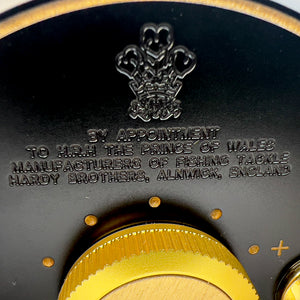 BY APPOINTMENT
TO H.R.H THE PRINCE OF WALES
MANUFACTURERS OF FISHING TACKLE
HARDY BROTHERS, ALNWICK, ENGLAND
+